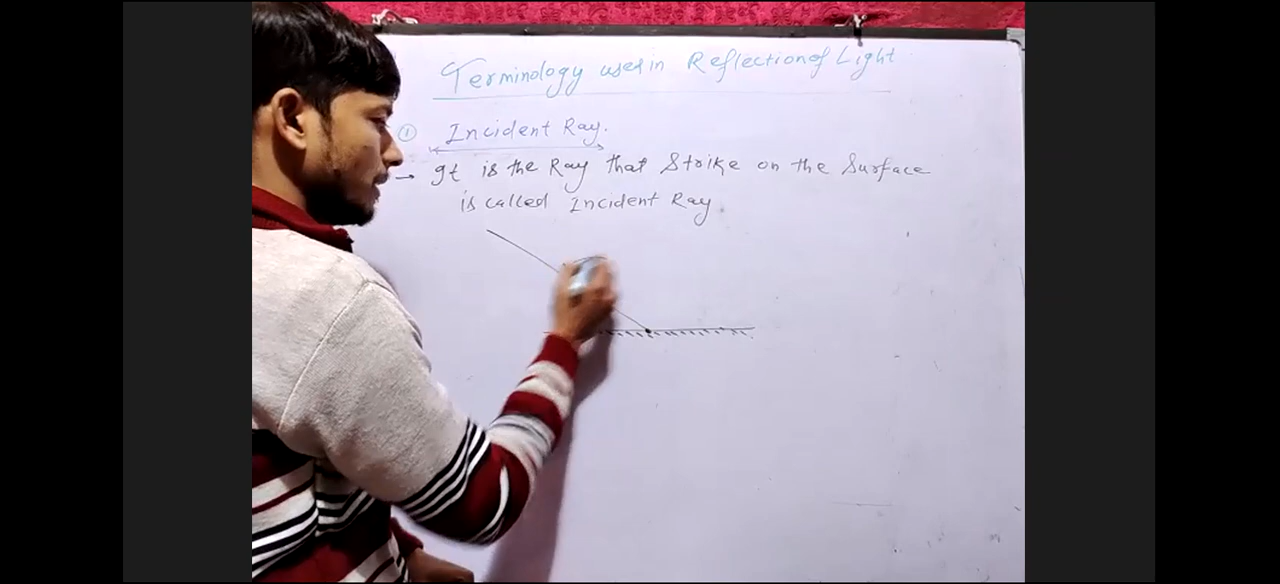 Terminology used in Reflection of Light
① Incident Ray.
→ It is the Ray that Strike on the Surface
is called Incident Ray